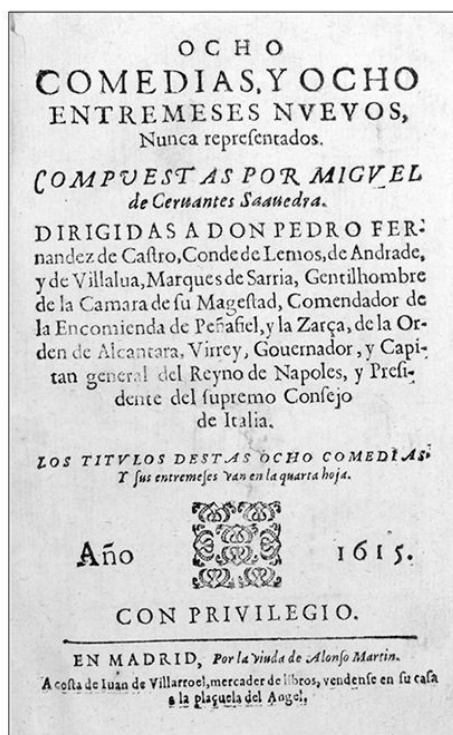 OCHO
COMEDIAS, Y OCHO
ENTREMESES NVEVOS,
Nunca repreſentados.
COMPVESTAS POR MIGVEL
de Ceruantes Saauedra.
DIRIGIDAS A DON PEDRO FER-
nandez de Caſtro, Conde de Lemos, de Andrade,
y de Villalua, Marques de Sarria, Gentilhombre
de la Camara de ſu Mageſtad, Comendador de
la Encomienda de Peñafiel, y la Zarça, de la Or-
den de Alcantara, Virrey, Gouernador, y Capi-
tan general del Reyno de Napoles, y Preſi-
dente del ſupremo Conſejo
de Italia.
LOS TITVLOS DESTAS OCHO COMEDIAS
Y ſus entremeſes van en la quarta hoja.
Año 1615.
CON PRIVILEGIO.
EN MADRID, Por la viuda de Alonſo Martin.
A coſta de Iuan de Villarroel, mercader de libros, vendenſe en ſu caſa
a la plaçuela del Angel.